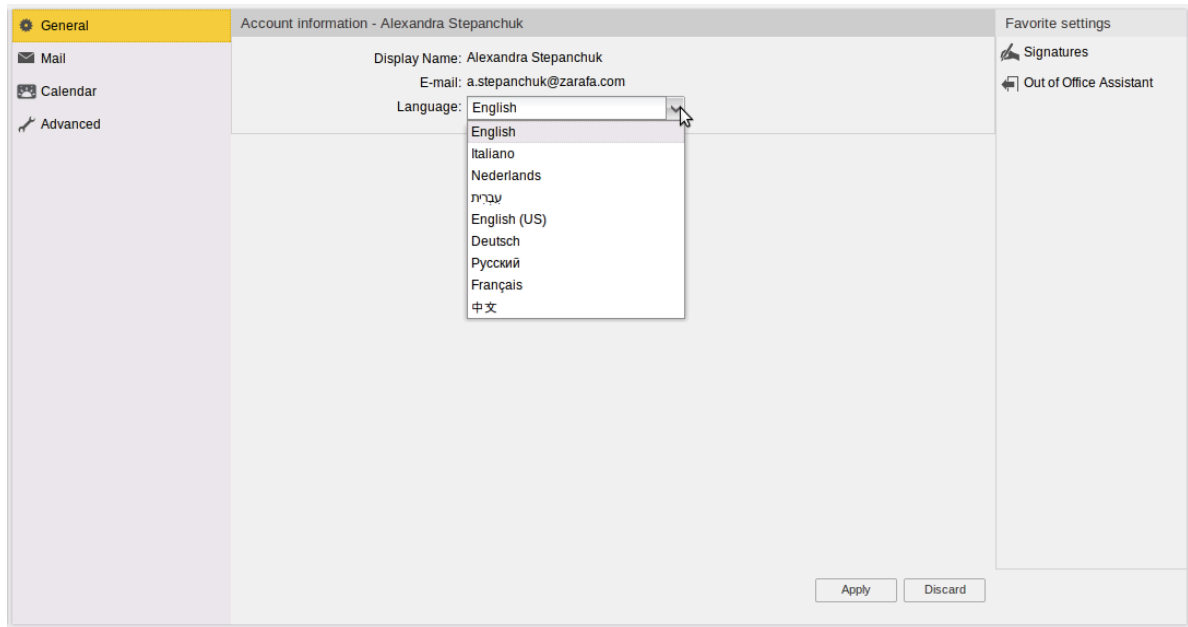 General
Mail
Calendar
Advanced
Account information - Alexandra Stepanchuk
Display Name: Alexandra Stepanchuk
E-mail: a.stepanchuk@zarafa.com
Language: English
English
Italiano
Nederlands
עִבְרִית
English (US)
Deutsch
Русский
Français
中文
Apply
Discard
Favorite settings
Signatures
Out of Office Assistant